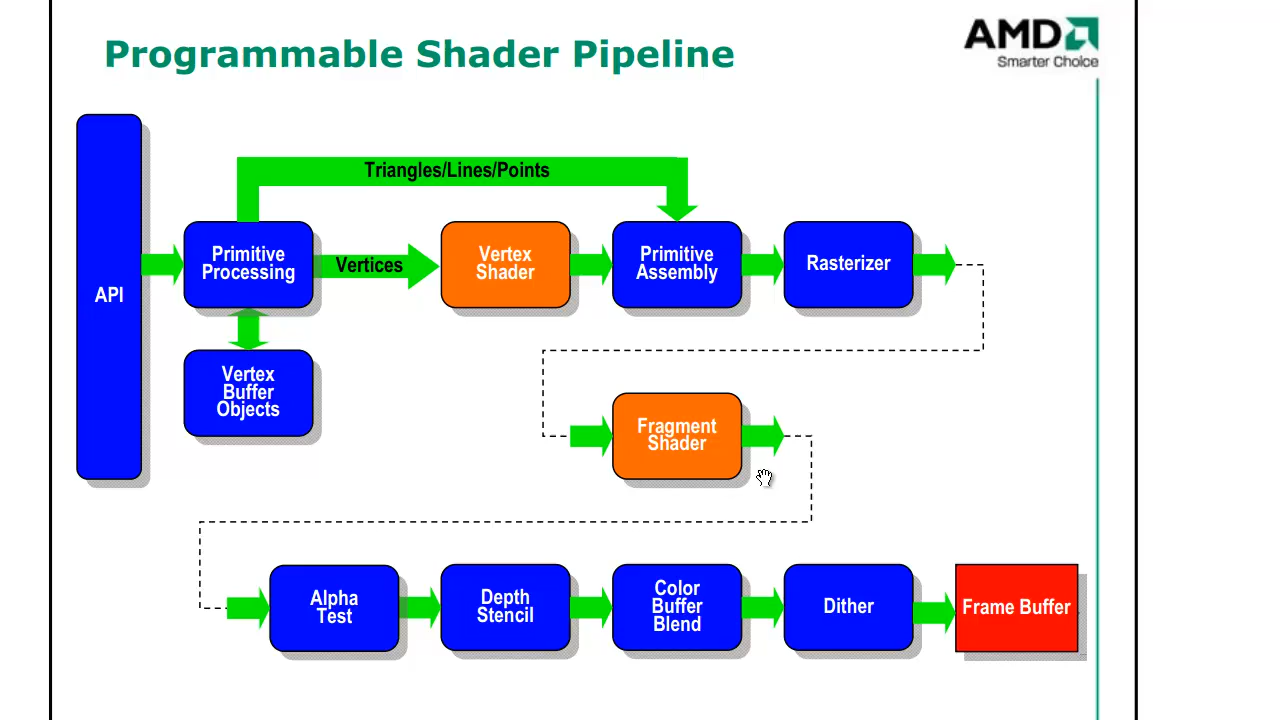 Programmable Shader Pipeline
AMD
Smarter Choice
Triangles/Lines/Points
API
Primitive
Processing
Vertices
Vertex
Shader
Primitive
Assembly
Rasterizer
Vertex
Buffer
Objects
Fragment
Shader
Alpha
Test
Depth
Stencil
Color
Buffer
Blend
Dither
Frame Buffer